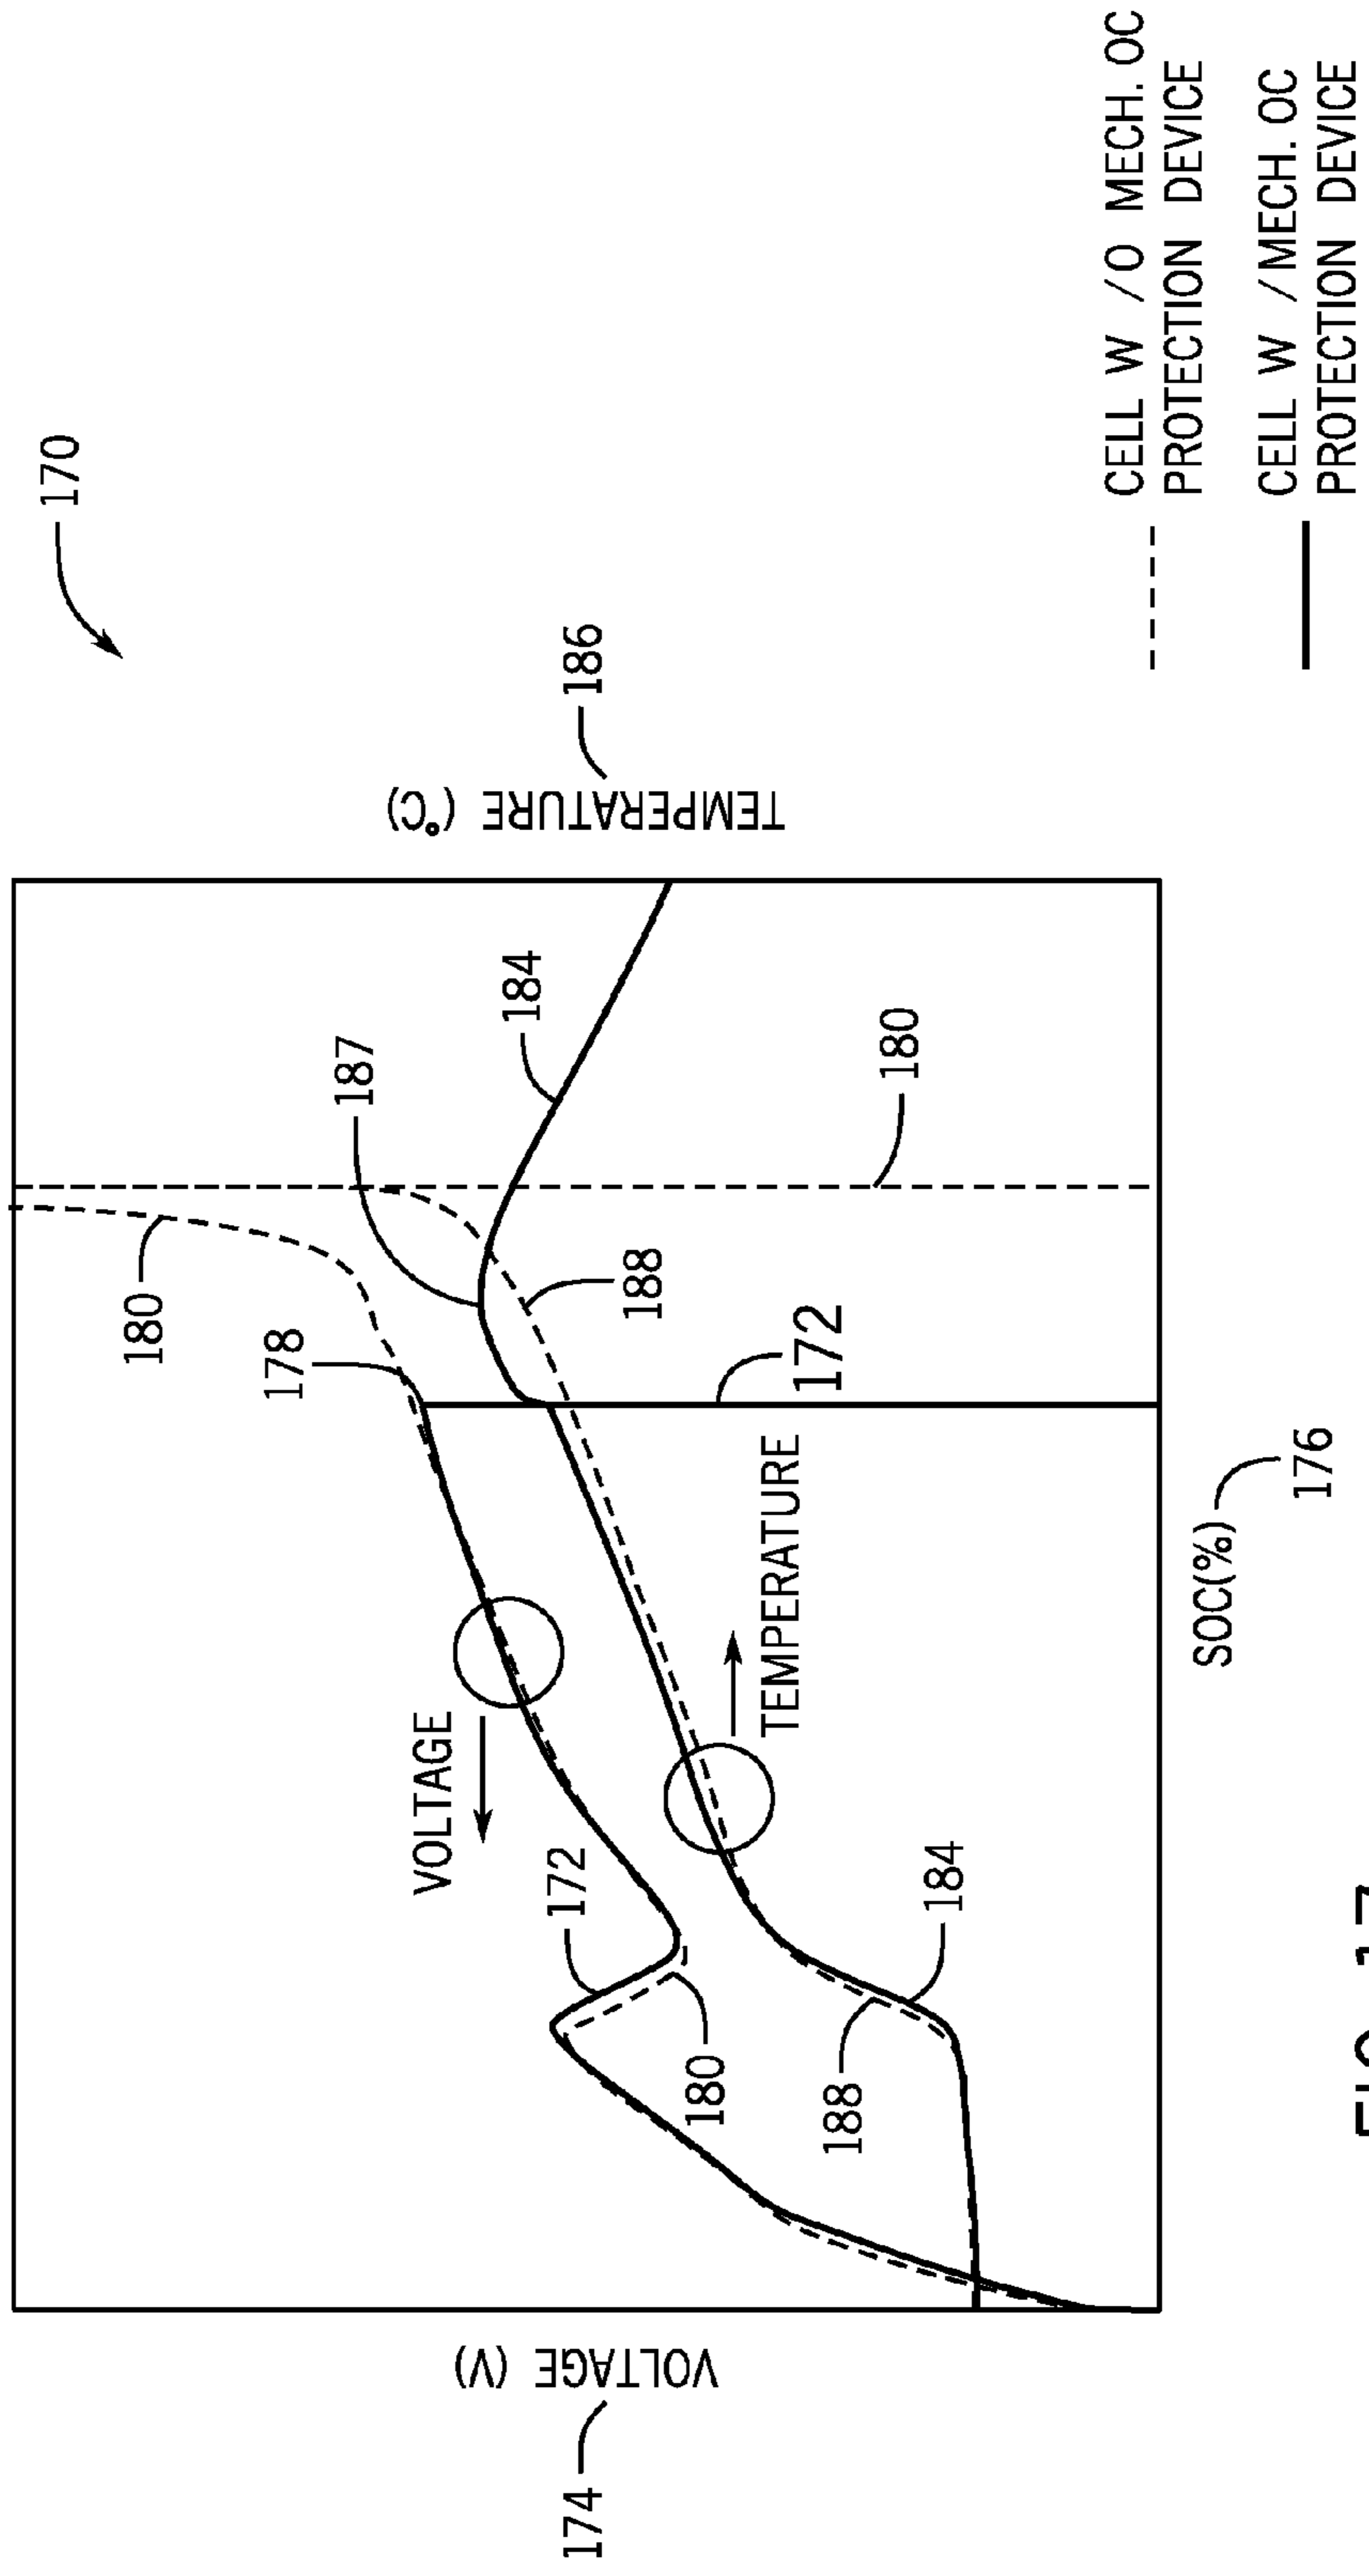 170
186
TEMPERATURE (°C)
187
184
180
178
188
180
172
VOLTAGE
TEMPERATURE
172
180
184
188
VOLTAGE (V)
174
SOC(%)
176
CELL W /O MECH. OC
PROTECTION DEVICE
CELL W /MECH. OC
PROTECTION DEVICE